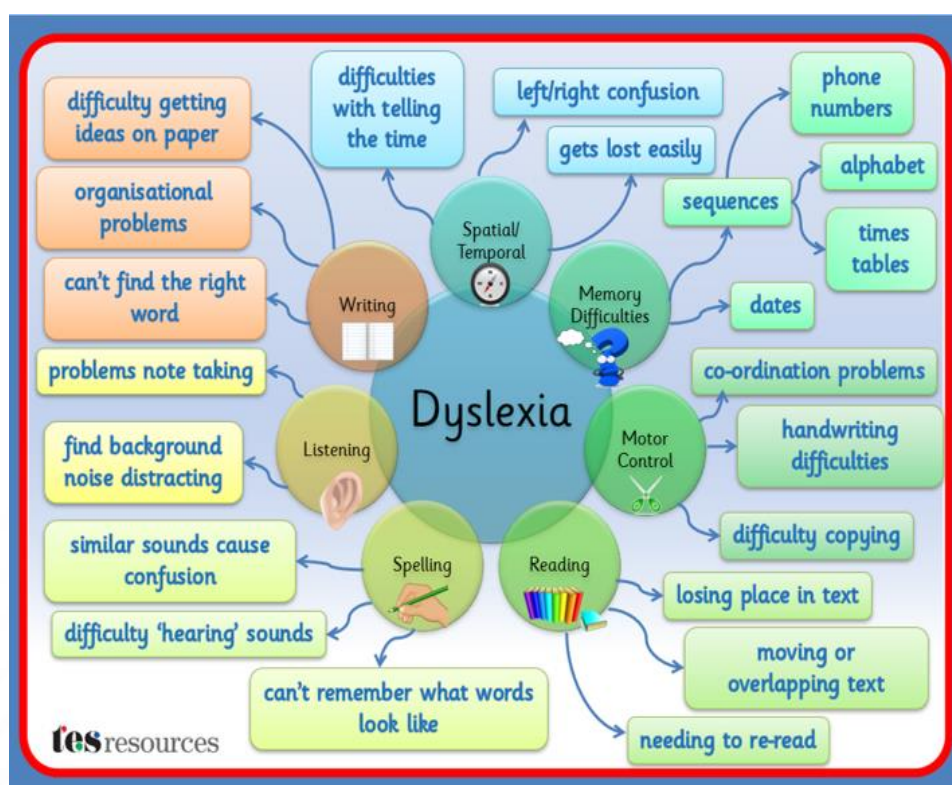 Dyslexia
Spatial/
Temporal
difficulties
with telling
the time
left/right confusion
gets lost easily
Memory
Difficulties
sequences
phone
numbers
alphabet
times
tables
dates
Motor
Control
co-ordination problems
handwriting
difficulties
difficulty copying
Reading
losing place in text
moving or
overlapping text
needing to re-read
Spelling
similar sounds cause
confusion
difficulty ‘hearing’ sounds
can't remember what words
look like
Listening
problems note taking
find background
noise distracting
Writing
difficulty getting
ideas on paper
organisational
problems
can't find the right
word
tes resources